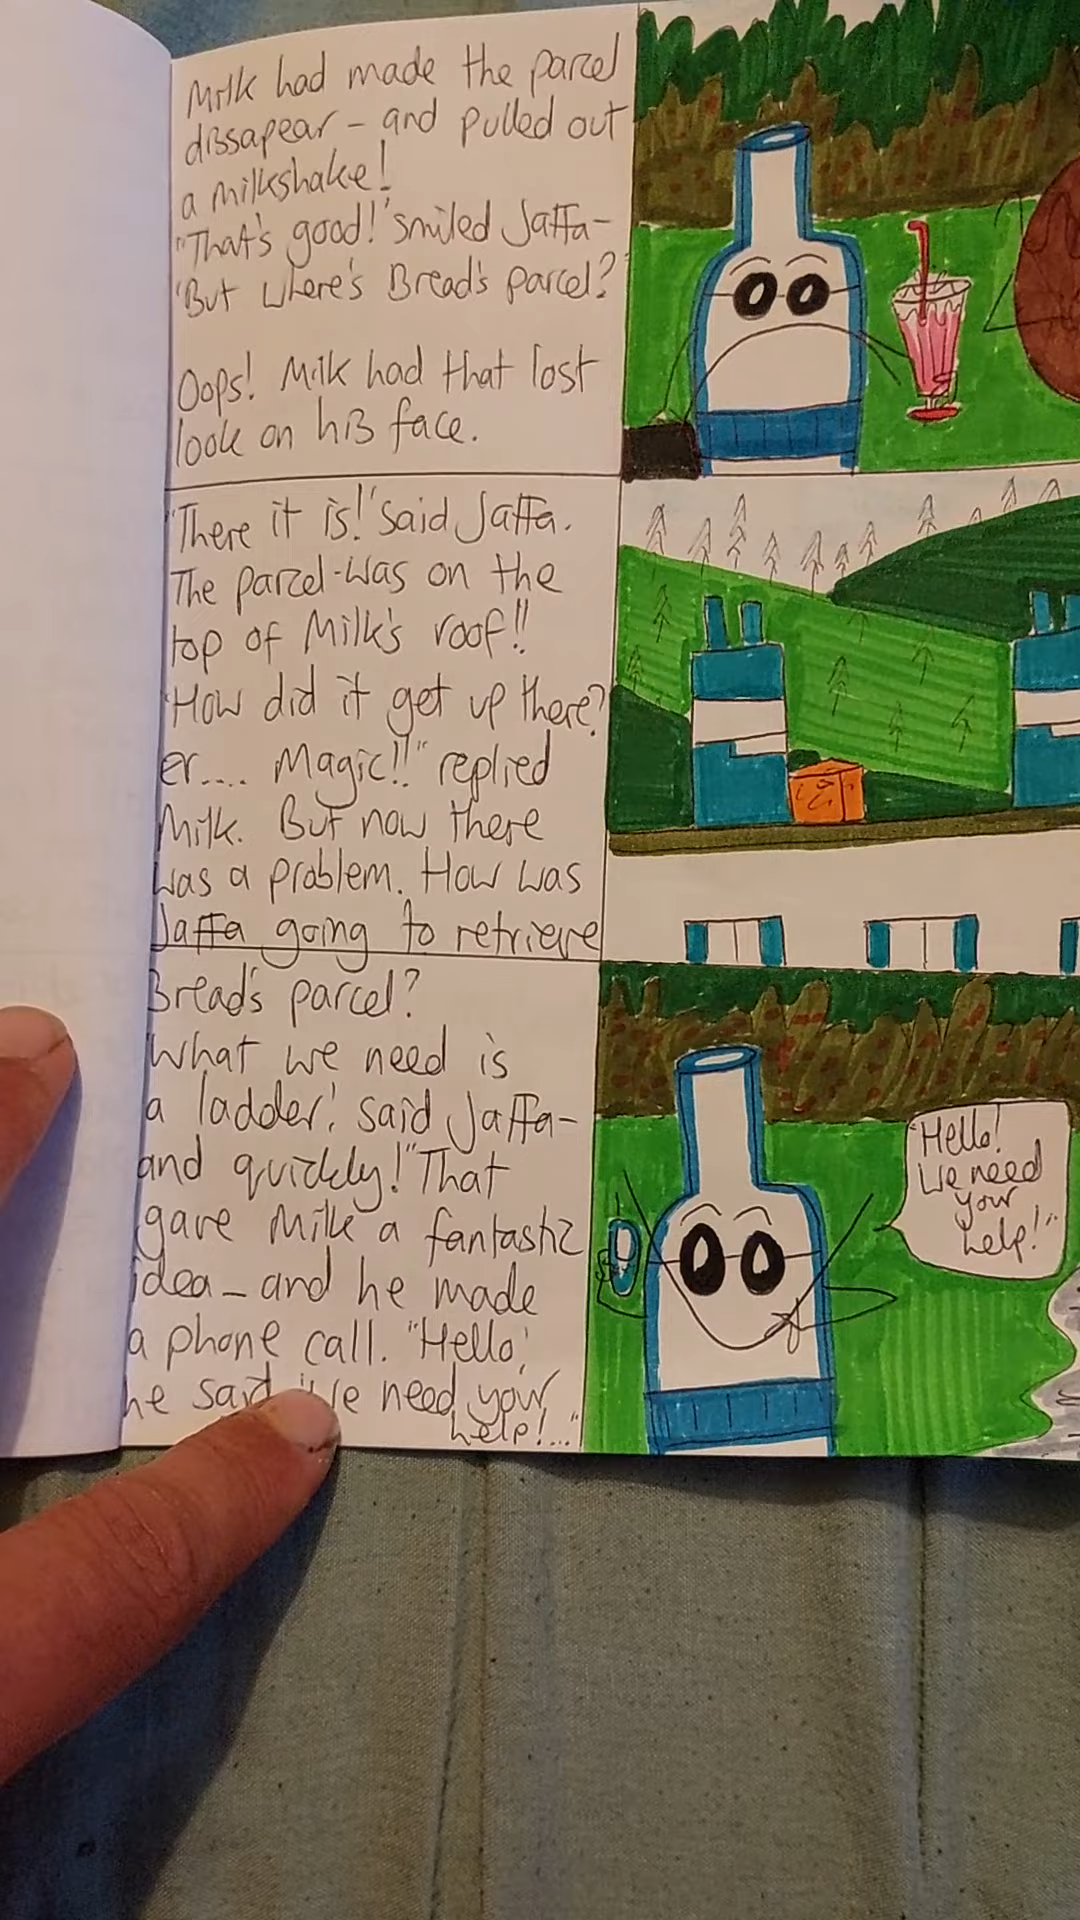 Milk had made the parcel
dissapear - and pulled out
a milkshake!
"That's good!' smiled Jaffa-
'But where's Bread's parcel?"
Oops! Milk had that lost
look on his face.
'There it is!' said Jaffa.
The parcel was on the
top of Milk's roof!!
'How did it get up there?
er.... Magic!!" replied
Milk. But now there
was a problem. How was
Jaffa going to retrieve
Bread's parcel?
'What we need is
a ladder!' said Jaffa-
and quickly!" That
gave Milk a fantastic
idea - and he made
a phone call. "Hello,'
he said "We need your
help!..."
"Hello!
We need
your
help!"